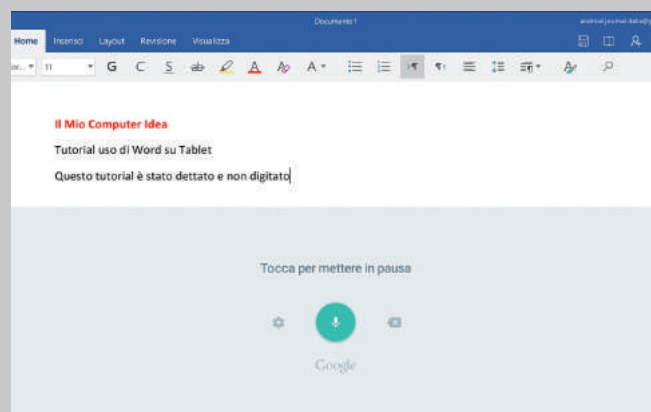 Documento1
Home Inserisci Layout Revisione Visualizza
11 G C S ab A A A
Il Mio Computer Idea
Tutorial uso di Word su Tablet
Questo tutorial è stato dettato e non digitato
Tocca per mettere in pausa
Google